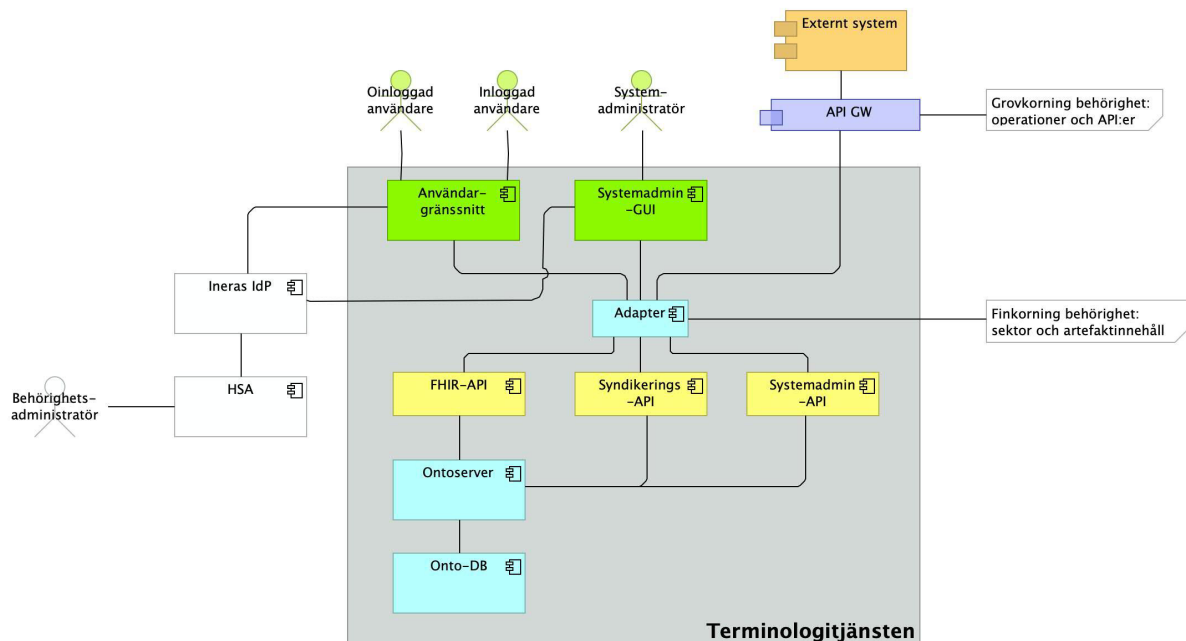 Externt system
Oinloggad
användare
Inloggad
användare
System-
administratör
API GW
Grovkorning behörighet:
operationer och API:er
Användar-
gränssnitt
Systemadmin
-GUI
Ineras IdP
Adapter
Finkorning behörighet:
sektor och artefaktinnehåll
HSA
Behörighets-
administratör
FHIR-API
Syndikerings
-API
Systemadmin
-API
Ontoserver
Onto-DB
Terminologitjänsten